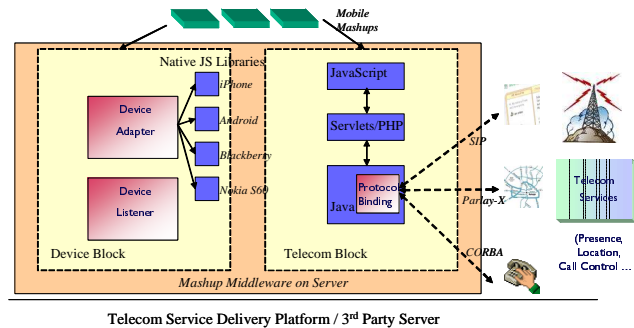 Mobile
Mashups
Native JS Libraries
iPhone
Device
Adapter
Android
Blackberry
Nokia S60
Device
Listener
Device Block
JavaScript
Servlets/PHP
Protocol
Binding
Java
Telecom Block
SIP
Parlay-X
CORBA
Telecom
Services
(Presence,
Location,
Call Control ...
Mashup Middleware on Server
Telecom Service Delivery Platform / 3rd Party Server